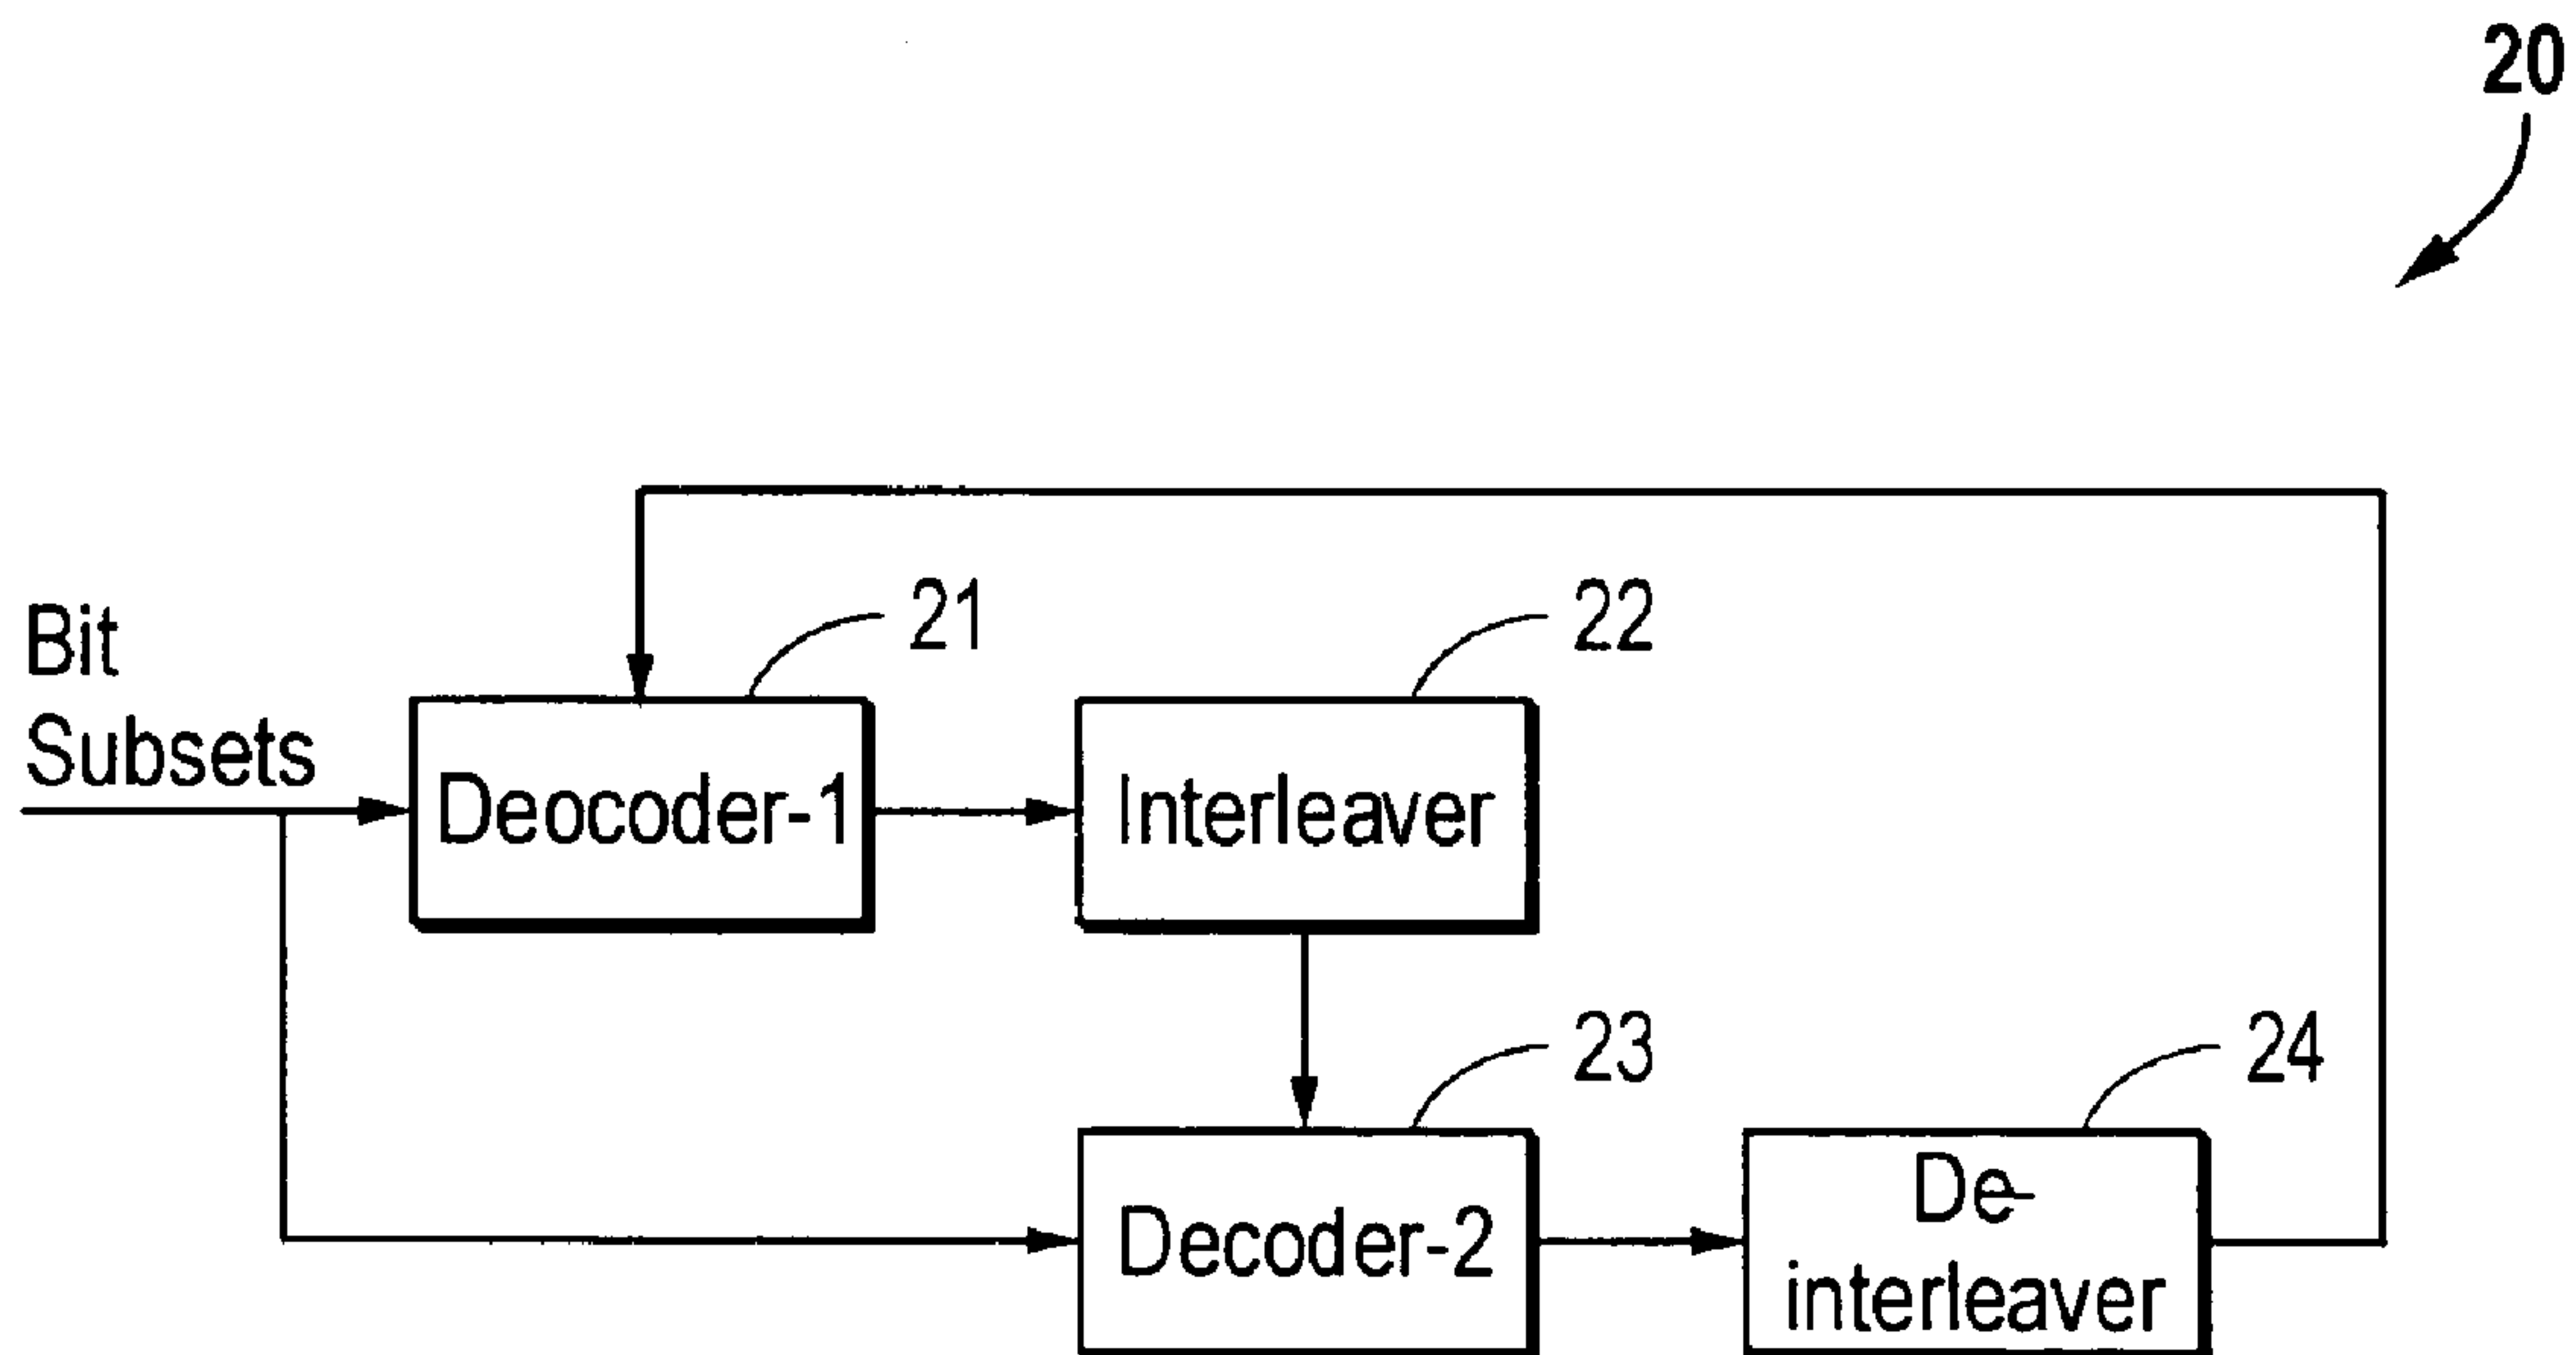 20
Bit
Subsets
21
22
Deocoder-1
Interleaver
23
24
Decoder-2
De-
interleaver